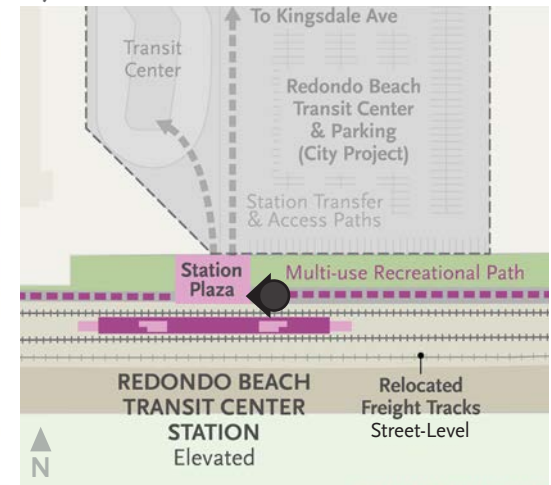 To Kingsdale Ave
Transit
Center
Redondo Beach
Transit Center
& Parking
(City Project)
Station Transfer
& Access Paths
Station
Plaza
Multi-use Recreational Path
REDONDO BEACH
TRANSIT CENTER
STATION
Elevated
Relocated
Freight Tracks
Street-Level
N